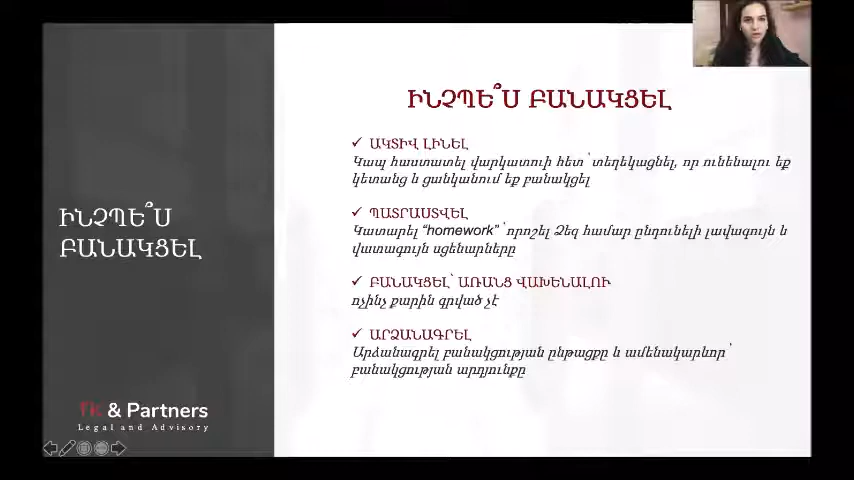 ԻՆՉՊԵ՞Ս
ԲԱՆԱԿՑԵԼ
TK & Partners
Legal and Advisory
ԻՆՉՊԵ՞Ս ԲԱՆԱԿՑԵԼ
✓ ԱԿՏԻՎ ԼԻՆԵԼ
Կապ հաստատել վարկատուի հետ՝ տեղեկացնել, որ ունենալու եք
կետանց և ցանկանում եք բանակցել
✓ ՊԱՏՐԱՍՏՎԵԼ
Կատարել “homework”՝ որոշել Ձեզ համար ընդունելի լավագույն և
վատագույն սցենարները
✓ ԲԱՆԱԿՑԵԼ՝ ԱՌԱՆՑ ՎԱԽԵՆԱԼՈՒ
ոչինչ քարին գրված չէ
✓ ԱՐՁԱՆԱԳՐԵԼ
Արձանագրել բանակցության ընթացքը և ամենակարևոր՝
բանակցության արդյունքը